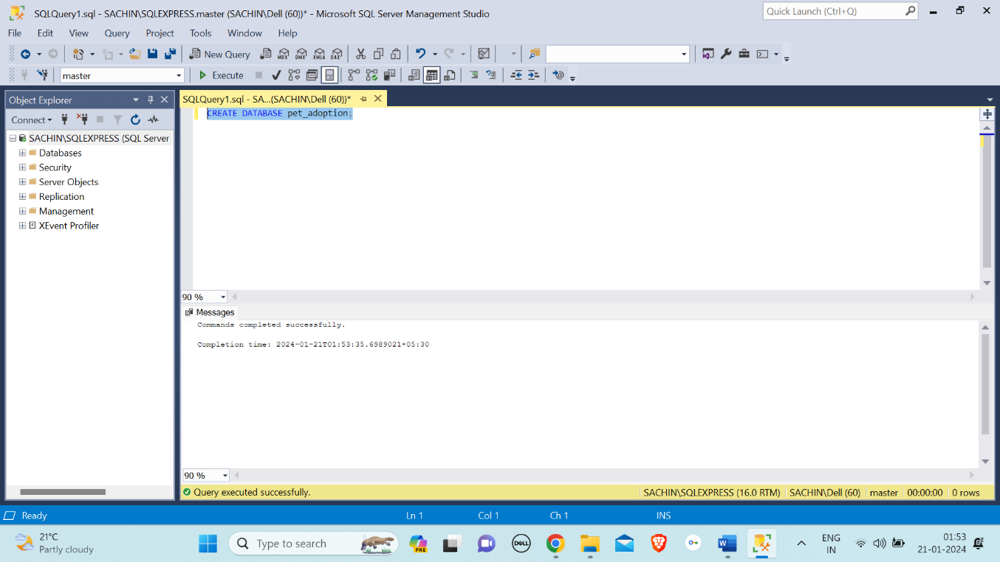 SQLQuery1.sql - SACHIN\SQLEXPRESS.master (SACHIN\Dell (60))* - Microsoft SQL Server Management Studio
Quick Launch (Ctrl+Q)
File Edit View Query Project Tools Window Help
New Query MDX DMX XMLA DAX
master Execute
Object Explorer
SQLQuery1.sql - SA...(SACHIN\Dell (60))*
Connect
CREATE DATABASE pet_adoption;
SACHIN\SQLEXPRESS (SQL Server
Databases
Security
Server Objects
Replication
Management
XEvent Profiler
90 %
Messages
Commands completed successfully.
Completion time: 2024-01-21T01:53:35.6989021+05:30
90 %
Query executed successfully. SACHIN\SQLEXPRESS (16.0 RTM) SACHIN\Dell (60) master 00:00:00 0 rows
Ready Ln 1 Col 1 Ch 1 INS
21°C
Partly cloudy
Type to search
PRE
DELL
W
ENG
IN
01:53
21-01-2024